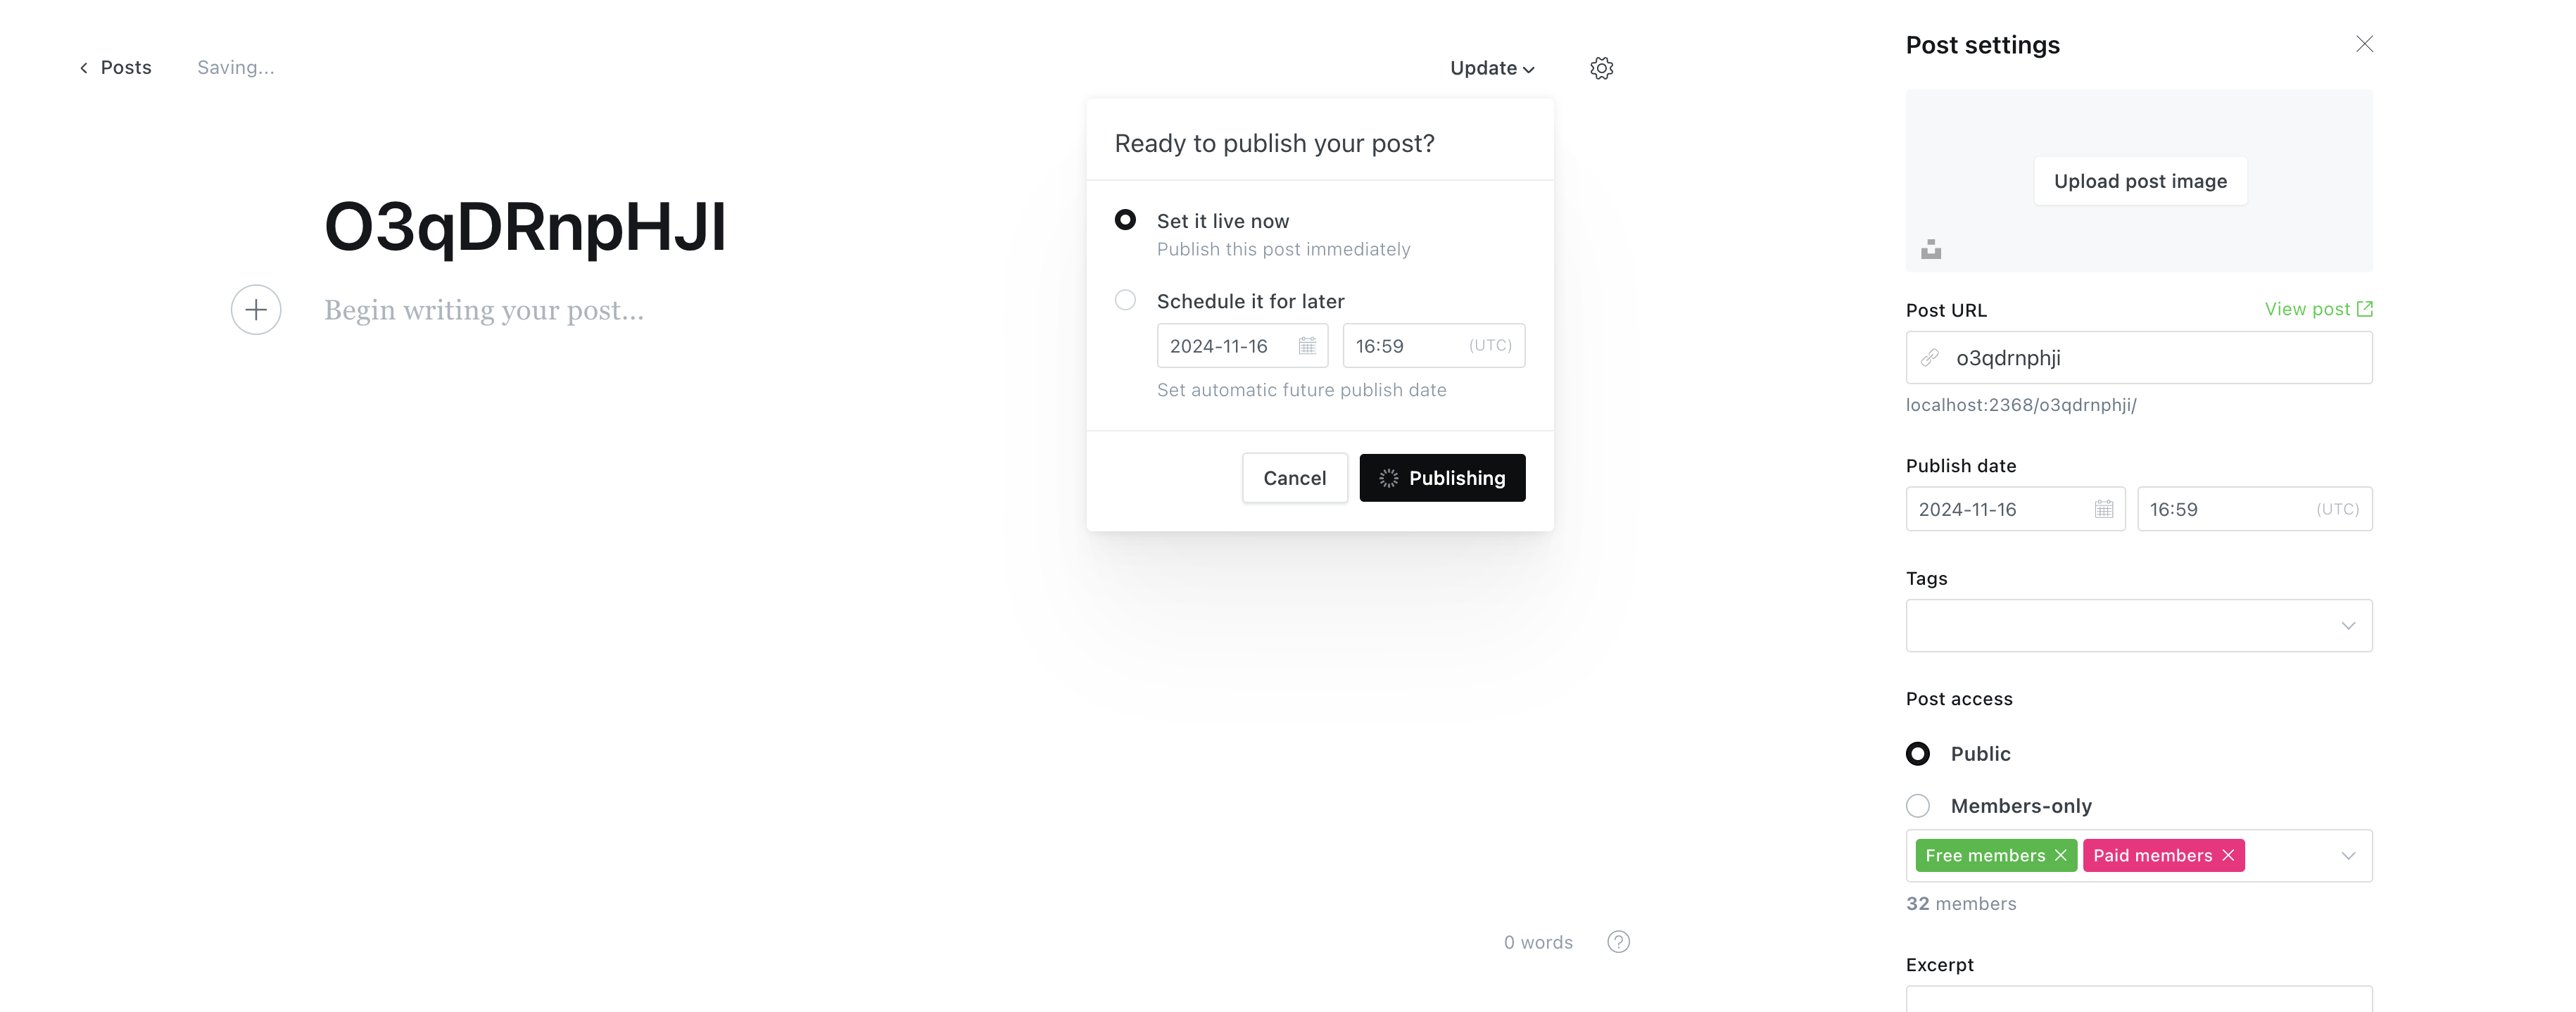 Posts
Saving...
Update
O3qDRnpHJI
Begin writing your post...
Ready to publish your post?
Set it live now
Publish this post immediately
Schedule it for later
2024-11-16
16:59 (UTC)
Set automatic future publish date
Cancel
Publishing
0 words
?
Post settings
Upload post image
Post URL
View post
o3qdrnphji
localhost:2368/o3qdrnphji/
Publish date
2024-11-16
16:59 (UTC)
Tags
Post access
Public
Members-only
Free members
Paid members
32 members
Excerpt